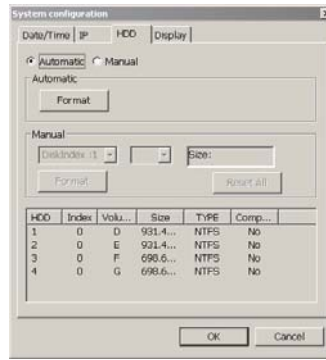 System configuration
Date/Time IP HDD Display
Automatic Manual
Automatic
Format
Manual
DiskIndex :1 Size:
Format Reset All
HDD Index Volu... Size TYPE Comp...
1 0 D 931.4... NTFS No
2 0 E 931.4... NTFS No
3 0 F 698.6... NTFS No
4 0 G 698.6... NTFS No
OK Cancel